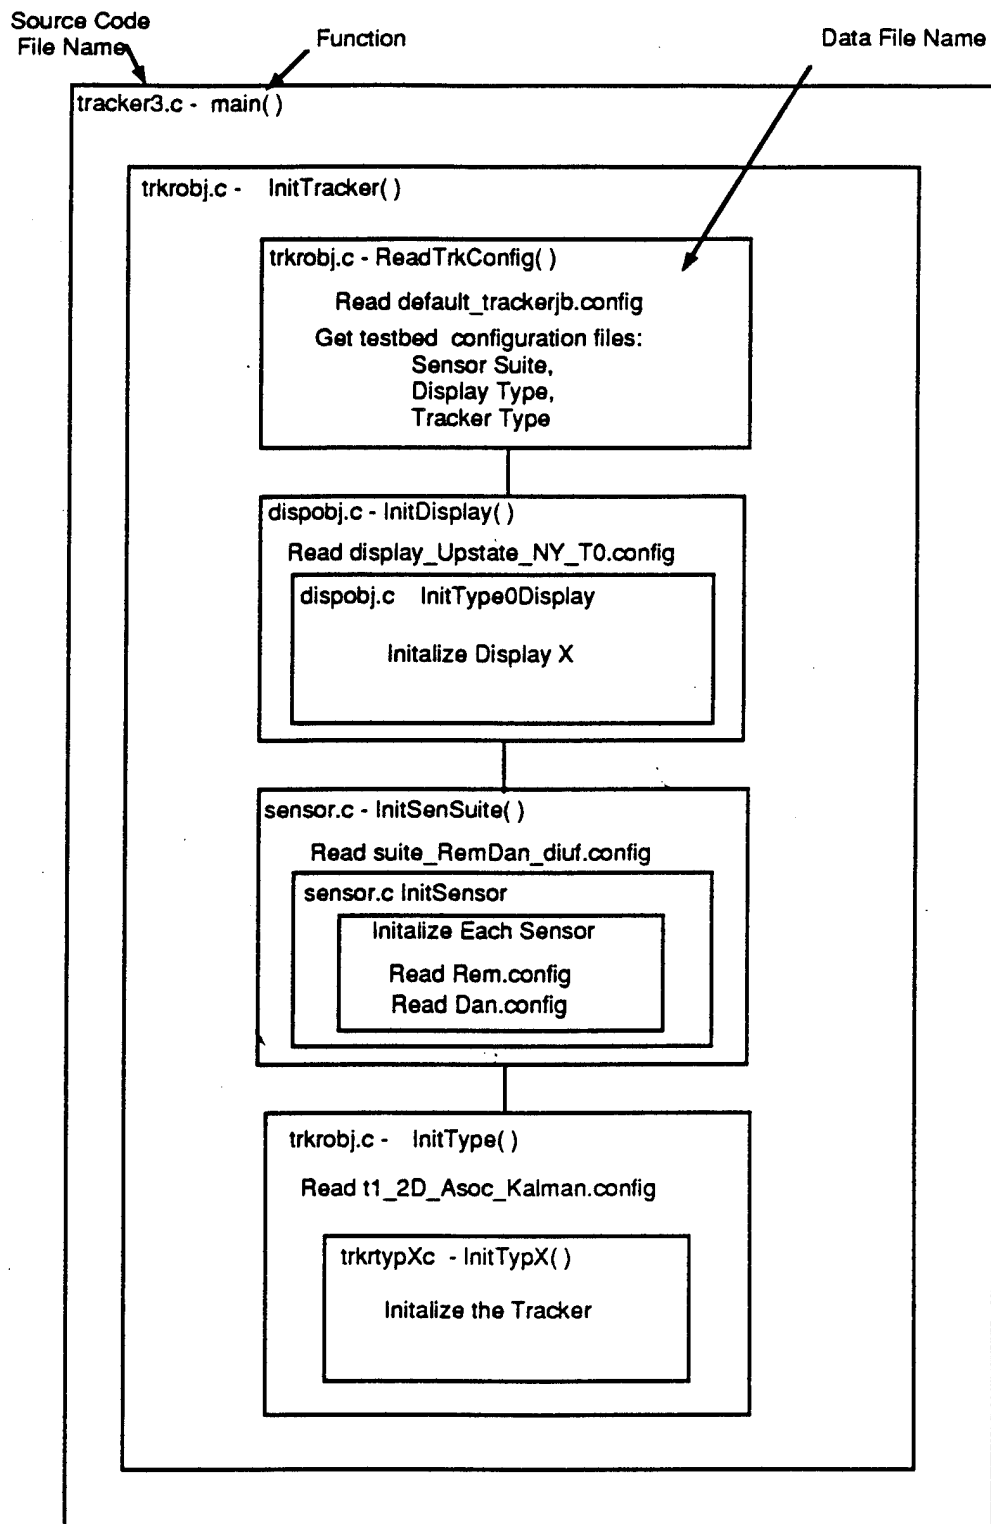 Source Code
File Name
Function
Data File Name
tracker3.c - main( )
trkrobj.c - InitTracker( )
trkrobj.c - ReadTrkConfig( )
Read default_trackerjb.config
Get testbed configuration files:
Sensor Suite,
Display Type,
Tracker Type
dispobj.c - InitDisplay( )
Read display_Upstate_NY_T0.config
dispobj.c InitType0Display
Initalize Display X
sensor.c - InitSenSuite( )
Read suite_RemDan_diuf.config
sensor.c InitSensor
Initalize Each Sensor
Read Rem.config
Read Dan.config
trkrobj.c - InitType( )
Read t1_2D_Asoc_Kalman.config
trkrtypXc - InitTypX( )
Initalize the Tracker